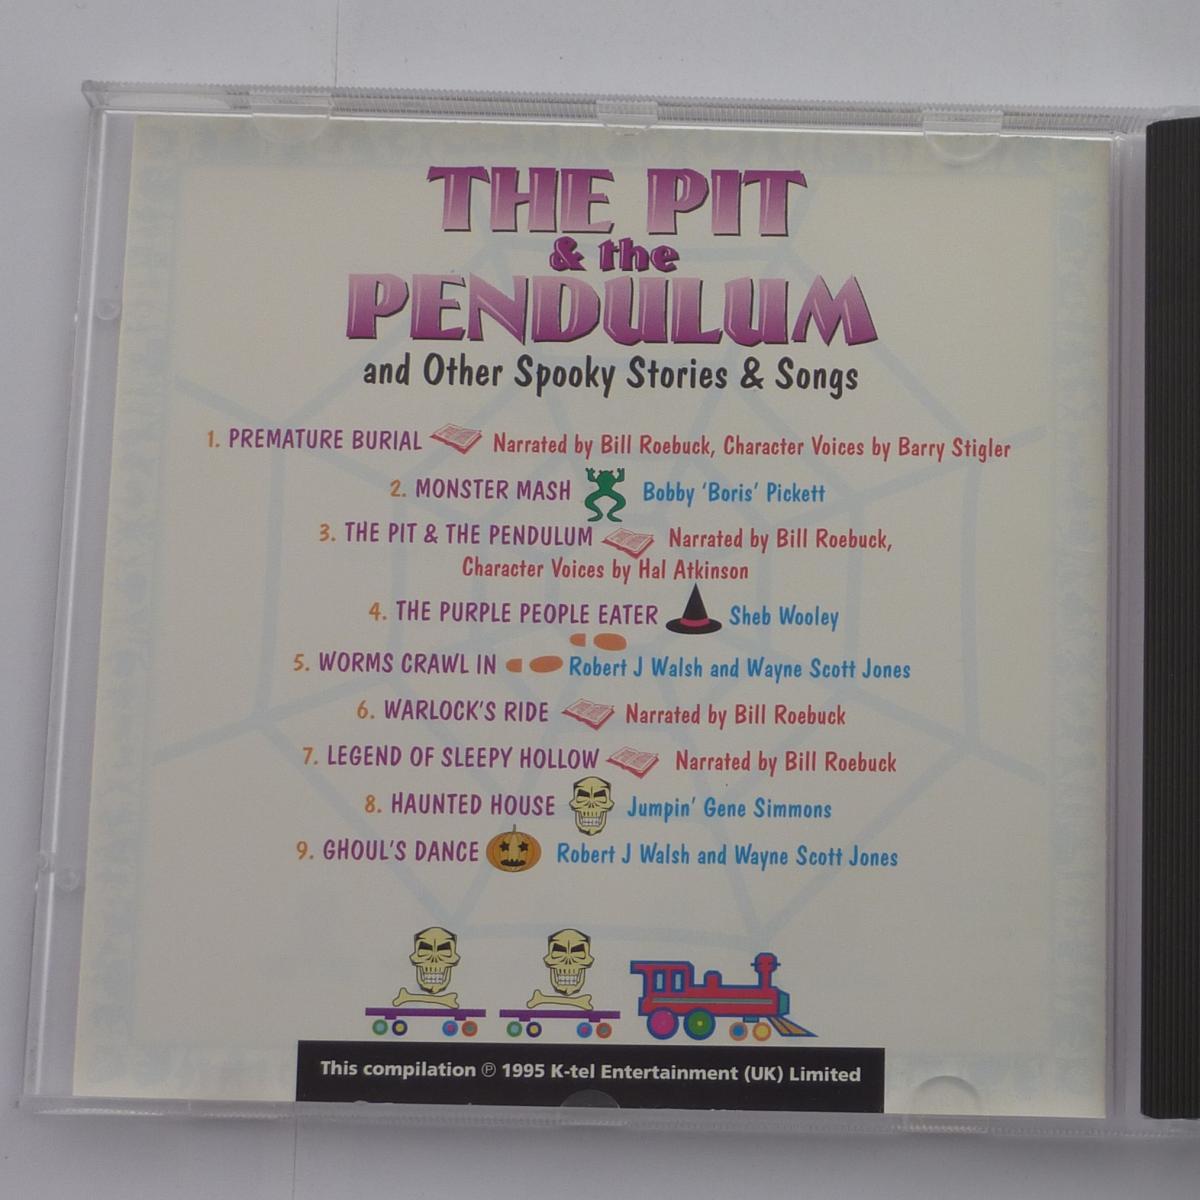 THE PIT
& the
PENDULUM
and Other Spooky Stories & Songs
1. PREMATURE BURIAL Narrated by Bill Roebuck, Character Voices by Barry Stigler
2. MONSTER MASH Bobby ‘Boris’ Pickett
3. THE PIT & THE PENDULUM Narrated by Bill Roebuck,
Character Voices by Hal Atkinson
4. THE PURPLE PEOPLE EATER Sheb Wooley
5. WORMS CRAWL IN Robert J Walsh and Wayne Scott Jones
6. WARLOCK’S RIDE Narrated by Bill Roebuck
7. LEGEND OF SLEEPY HOLLOW Narrated by Bill Roebuck
8. HAUNTED HOUSE Jumpin’ Gene Simmons
9. GHOUL’S DANCE Robert J Walsh and Wayne Scott Jones
This compilation ℗ 1995 K-tel Entertainment (UK) Limited